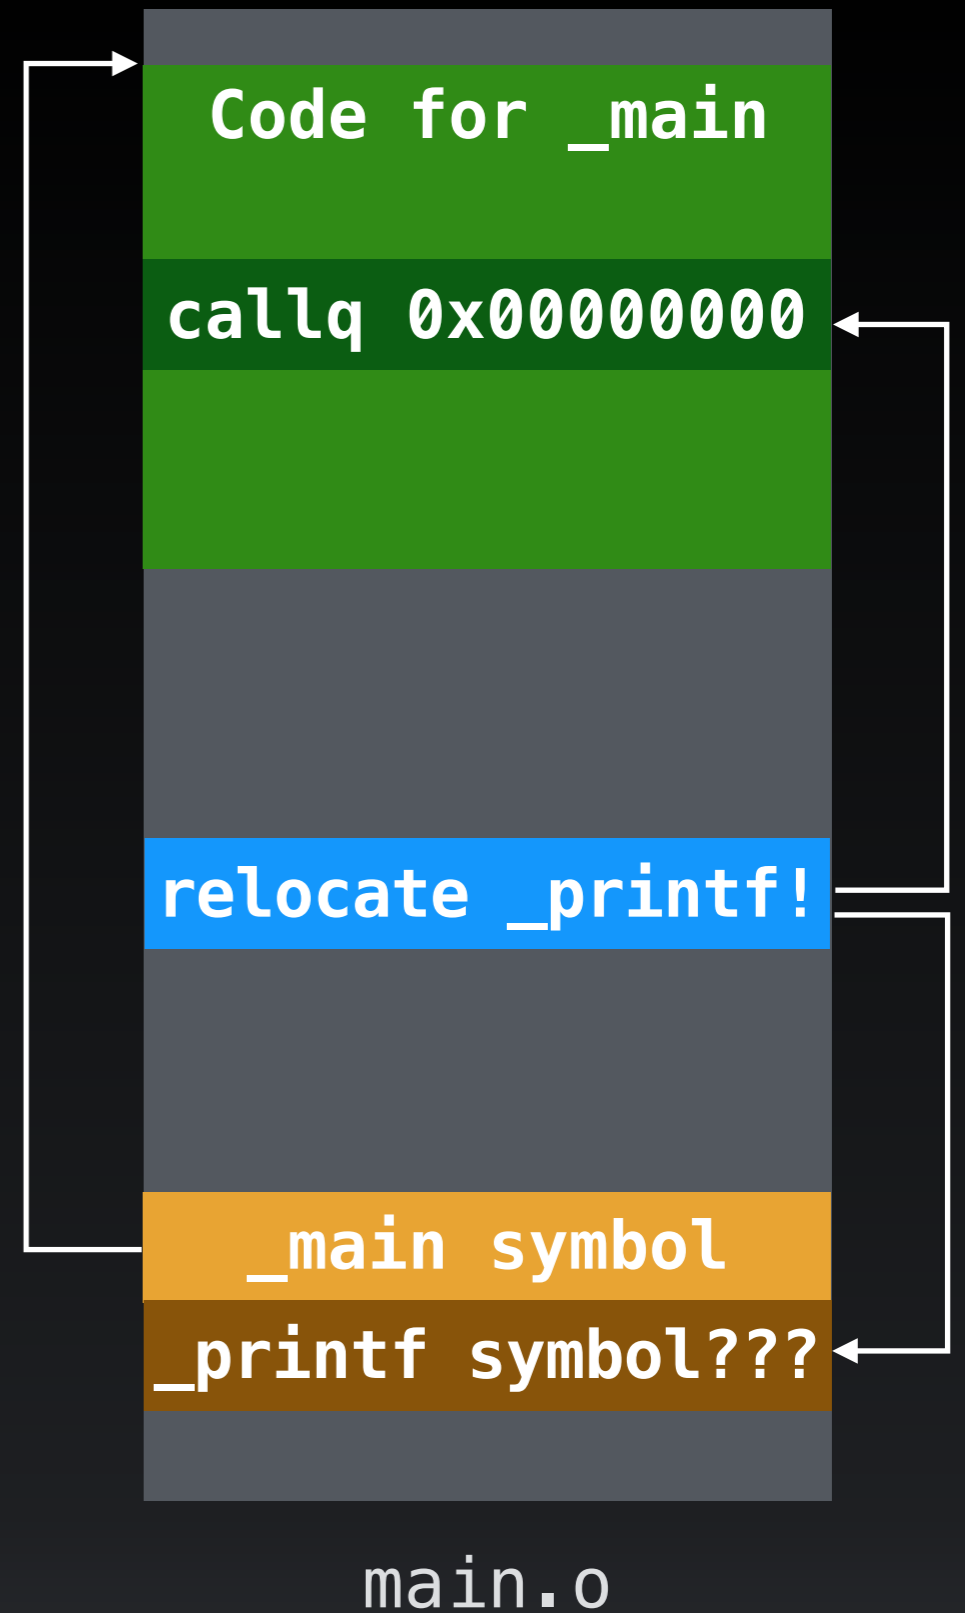 Code for _main
callq 0x00000000
relocate _printf!
_main symbol
_printf symbol???
main.o